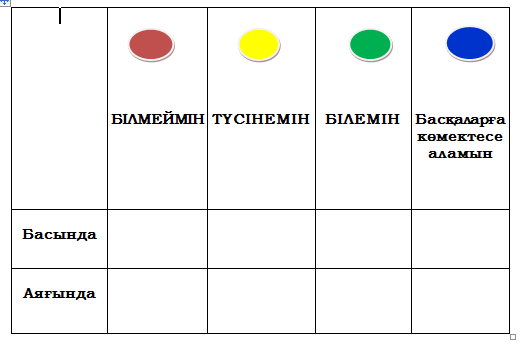 БІЛМЕЙМІН ТҮСІНЕМІН БІЛЕМІН Басқаларға
көмектесе
аламын
Басында
Аяғында